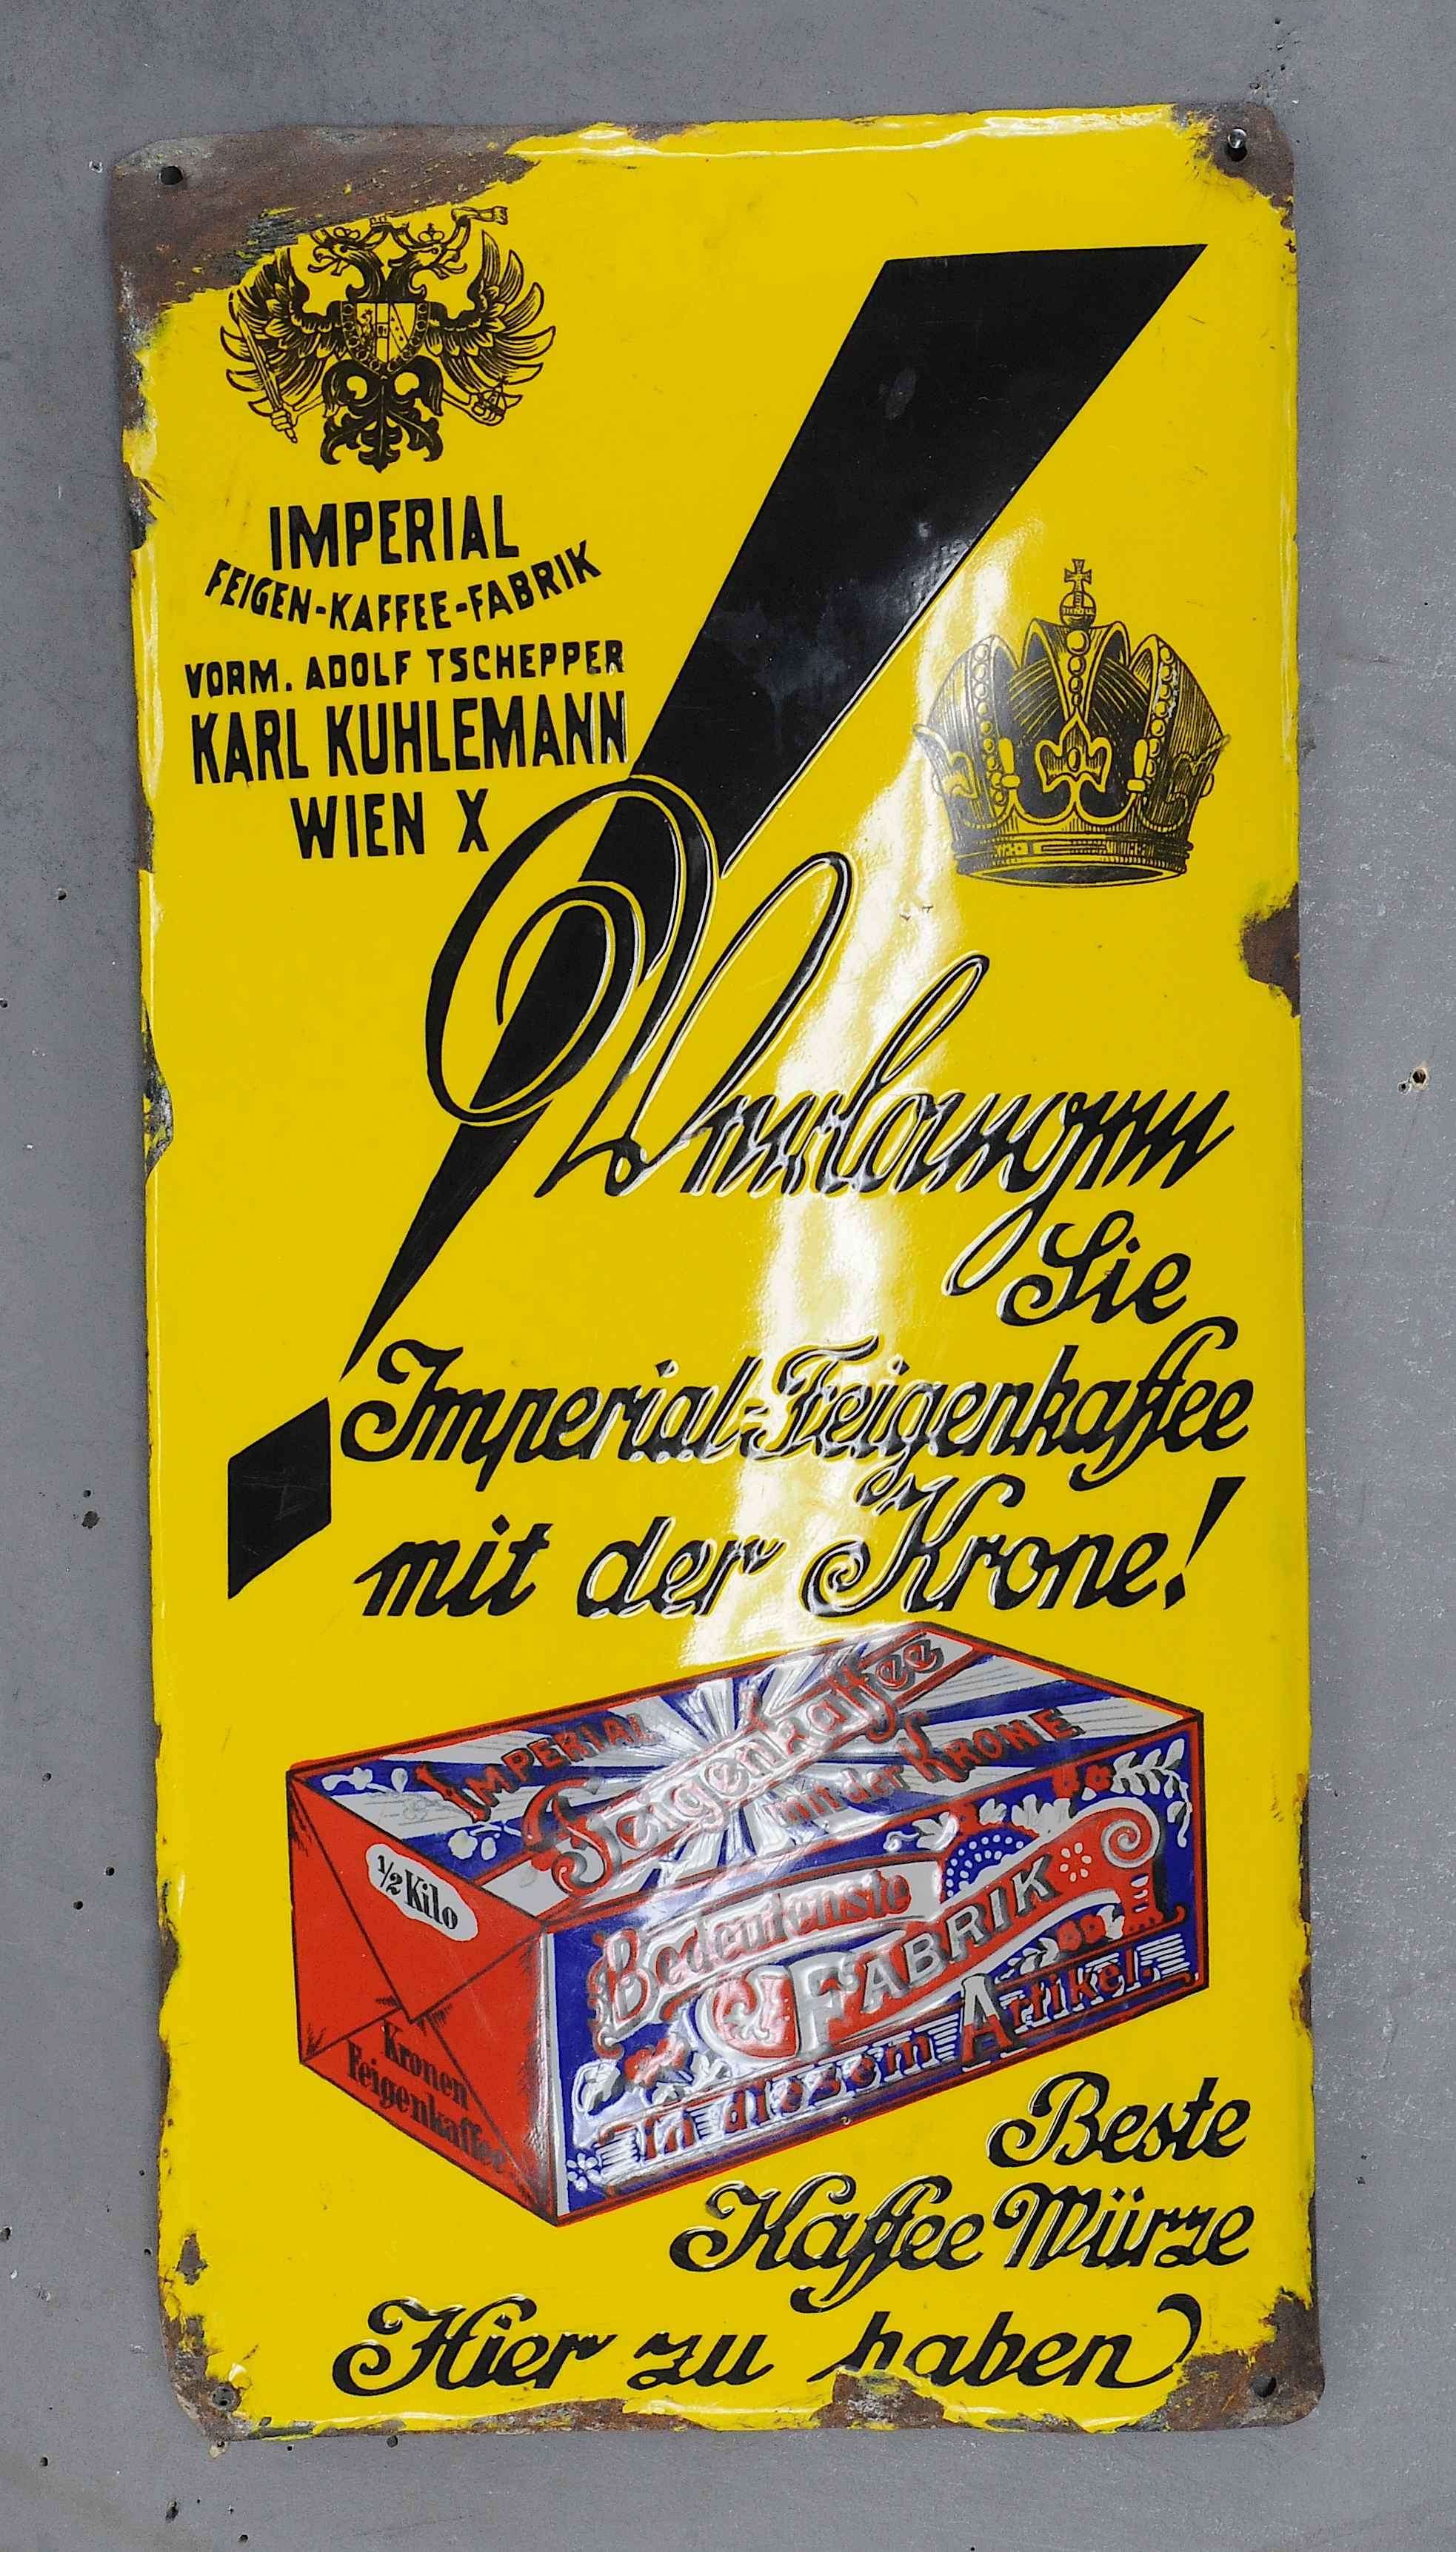 IMPERIAL
FEIGEN-KAFFEE-FABRIK
VORM. ADOLF TSCHEPPER
KARL KUHLEMANN
WIEN X
Verlangen
Sie
Imperial-Feigenkaffee
mit der Krone!
IMPERIAL
Feigenkaffee
mit der KRONE
1/2 Kilo
Kronen
Feigenkaffee
Bedeutenste
FABRIK
in diesem Artikel.
Beste
Kaffee Würze
Hier zu haben